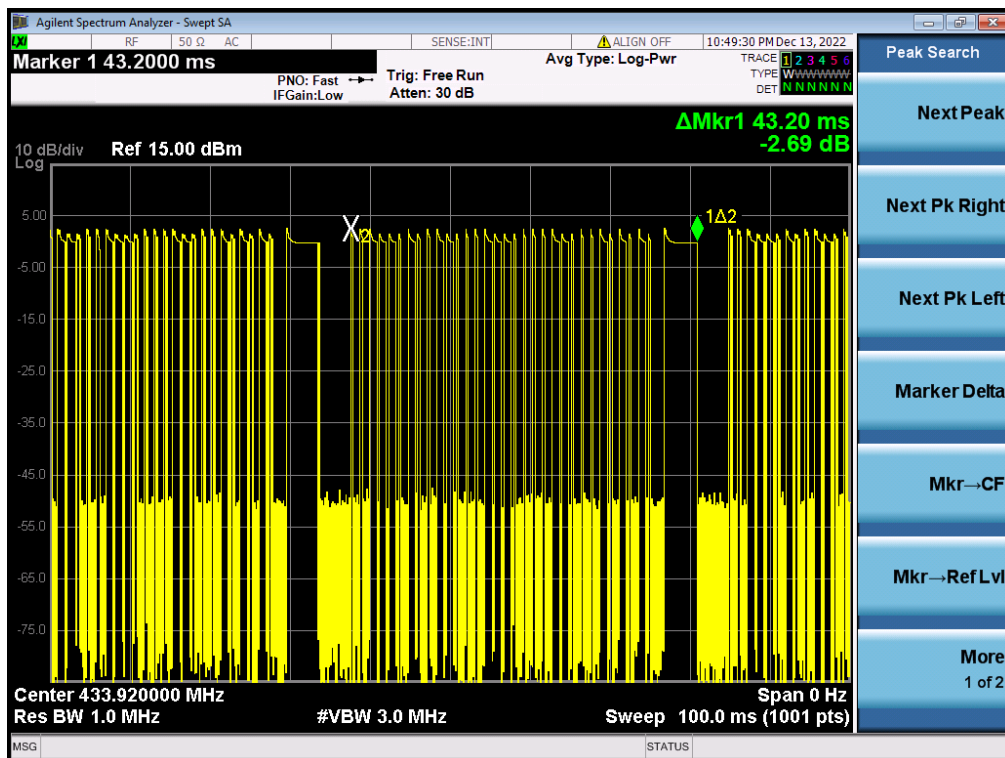 Agilent Spectrum Analyzer - Swept SA
LXI RF 50 Ω AC SENSE:INT ALIGN OFF 10:49:30 PM Dec 13, 2022
Marker 1 43.2000 ms
PNO: Fast
IFGain:Low
Trig: Free Run
Atten: 30 dB
Avg Type: Log-Pwr
TRACE 1 2 3 4 5 6
TYPE WWWWWW
DET N N N N N N
Peak Search
Next Peak
Next Pk Right
Next Pk Left
Marker Delta
Mkr→CF
Mkr→Ref Lvl
More
1 of 2
ΔMkr1 43.20 ms
-2.69 dB
10 dB/div Ref 15.00 dBm
Log
5.00
-5.00
-15.0
-25.0
-35.0
-45.0
-55.0
-65.0
-75.0
X2
1Δ2
Center 433.920000 MHz Span 0 Hz
Res BW 1.0 MHz #VBW 3.0 MHz Sweep 100.0 ms (1001 pts)
MSG STATUS